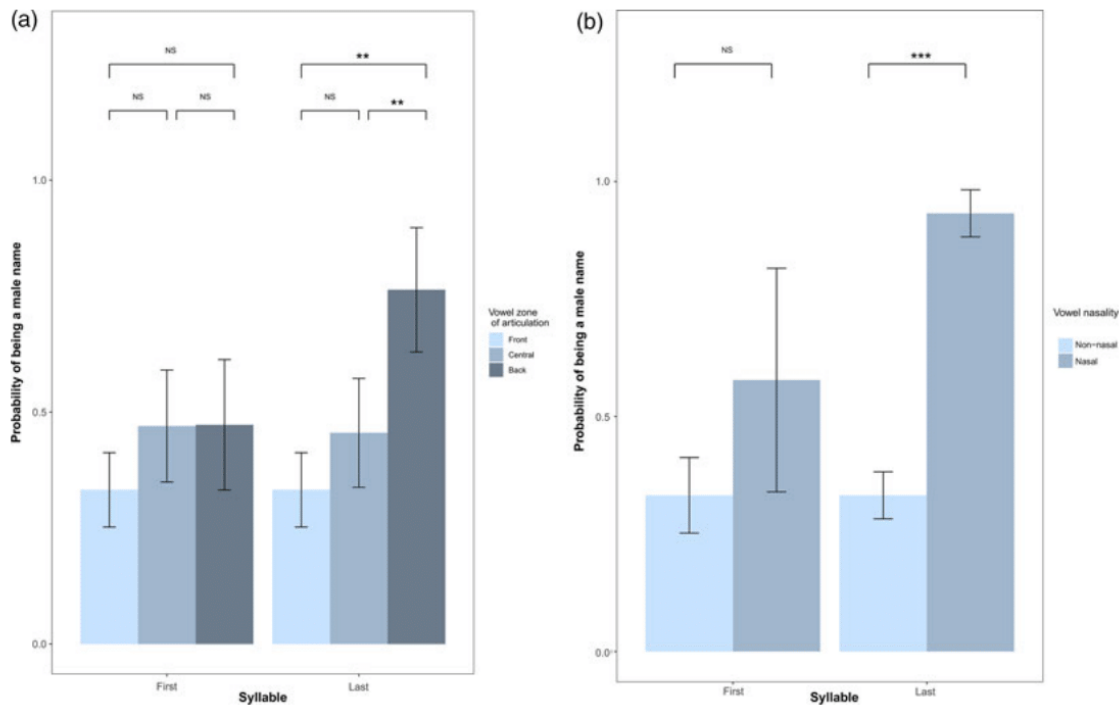 (a)
NS
**
NS
NS
NS
**
1.0
0.5
0.0
Probability of being a male name
First
Last
Syllable
Vowel zone
of articulation
Front
Central
Back
(b)
NS
***
1.0
0.5
0.0
Probability of being a male name
First
Last
Syllable
Vowel nasality
Non-nasal
Nasal